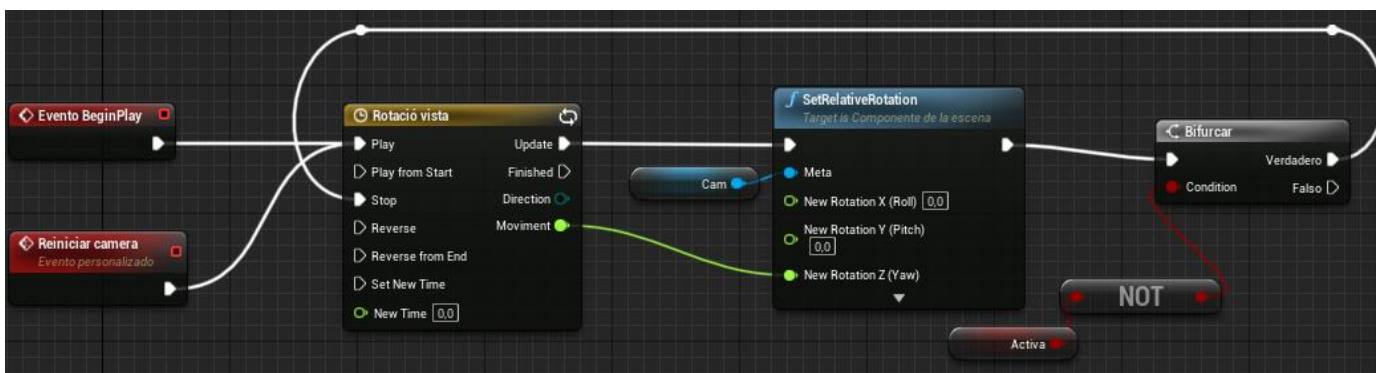 Evento BeginPlay
Reiniciar camera
Evento personalizado
Rotació vista
Play
Update
Play from Start
Finished
Stop
Direction
Reverse
Moviment
Reverse from End
Set New Time
New Time 0,0
Cam
SetRelativeRotation
Target is Componente de la escena
Meta
New Rotation X (Roll) 0,0
New Rotation Y (Pitch)
0,0
New Rotation Z (Yaw)
Activa
NOT
Bifurcar
Verdadero
Condition
Falso